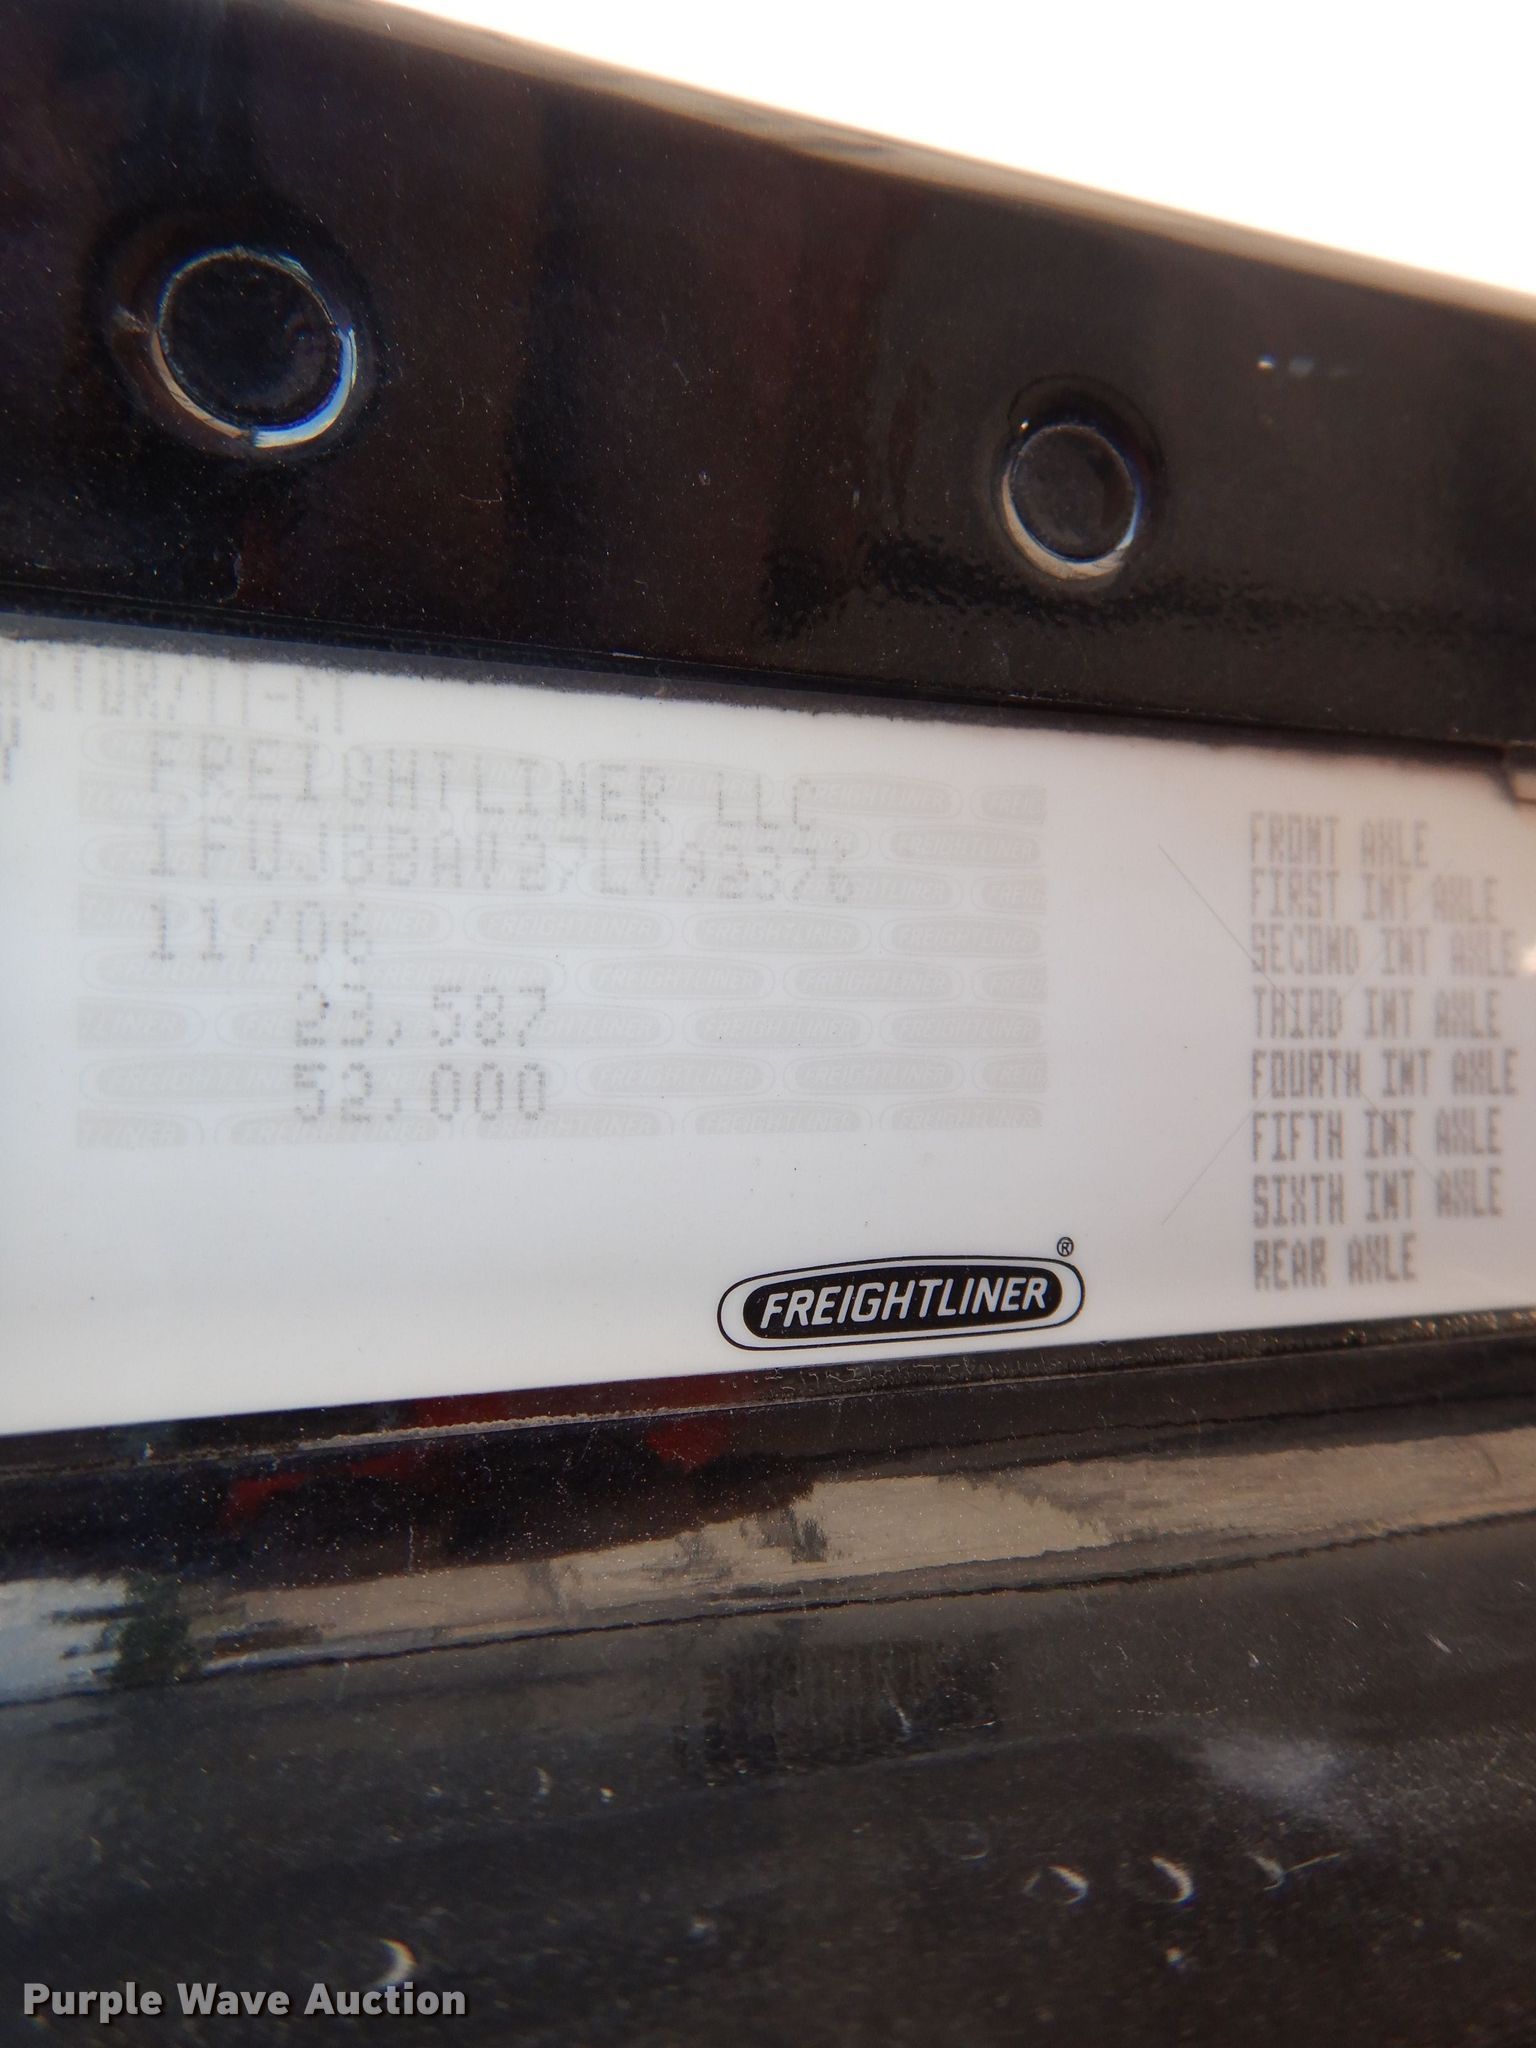 FREIGHTLINER LLC
1FUJBBAV37LV92376
11/06
23,587
52,000
FREIGHTLINER®
FRONT AXLE
FIRST INT AXLE
SECOND INT AXLE
THIRD INT AXLE
FOURTH INT AXLE
FIFTH INT AXLE
SIXTH INT AXLE
REAR AXLE
Purple Wave Auction